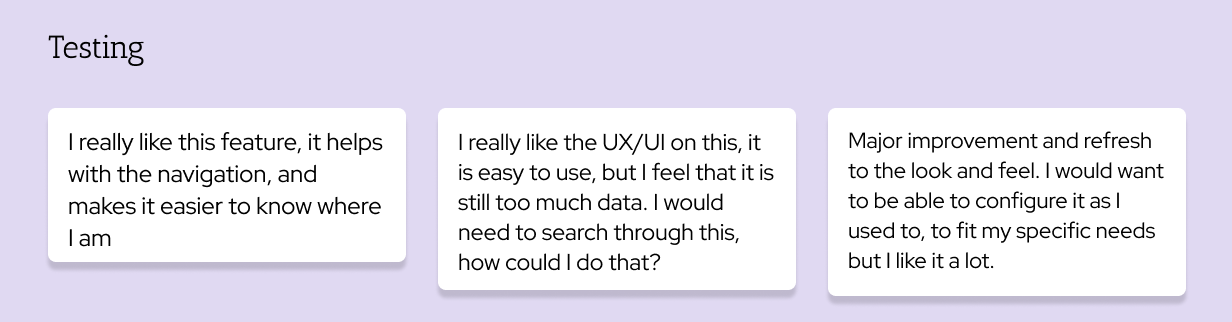 Testing
I really like this feature, it helps
with the navigation, and
makes it easier to know where
I am
I really like the UX/UI on this, it
is easy to use, but I feel that it is
still too much data. I would
need to search through this,
how could I do that?
Major improvement and refresh
to the look and feel. I would want
to be able to configure it as I
used to, to fit my specific needs
but I like it a lot.